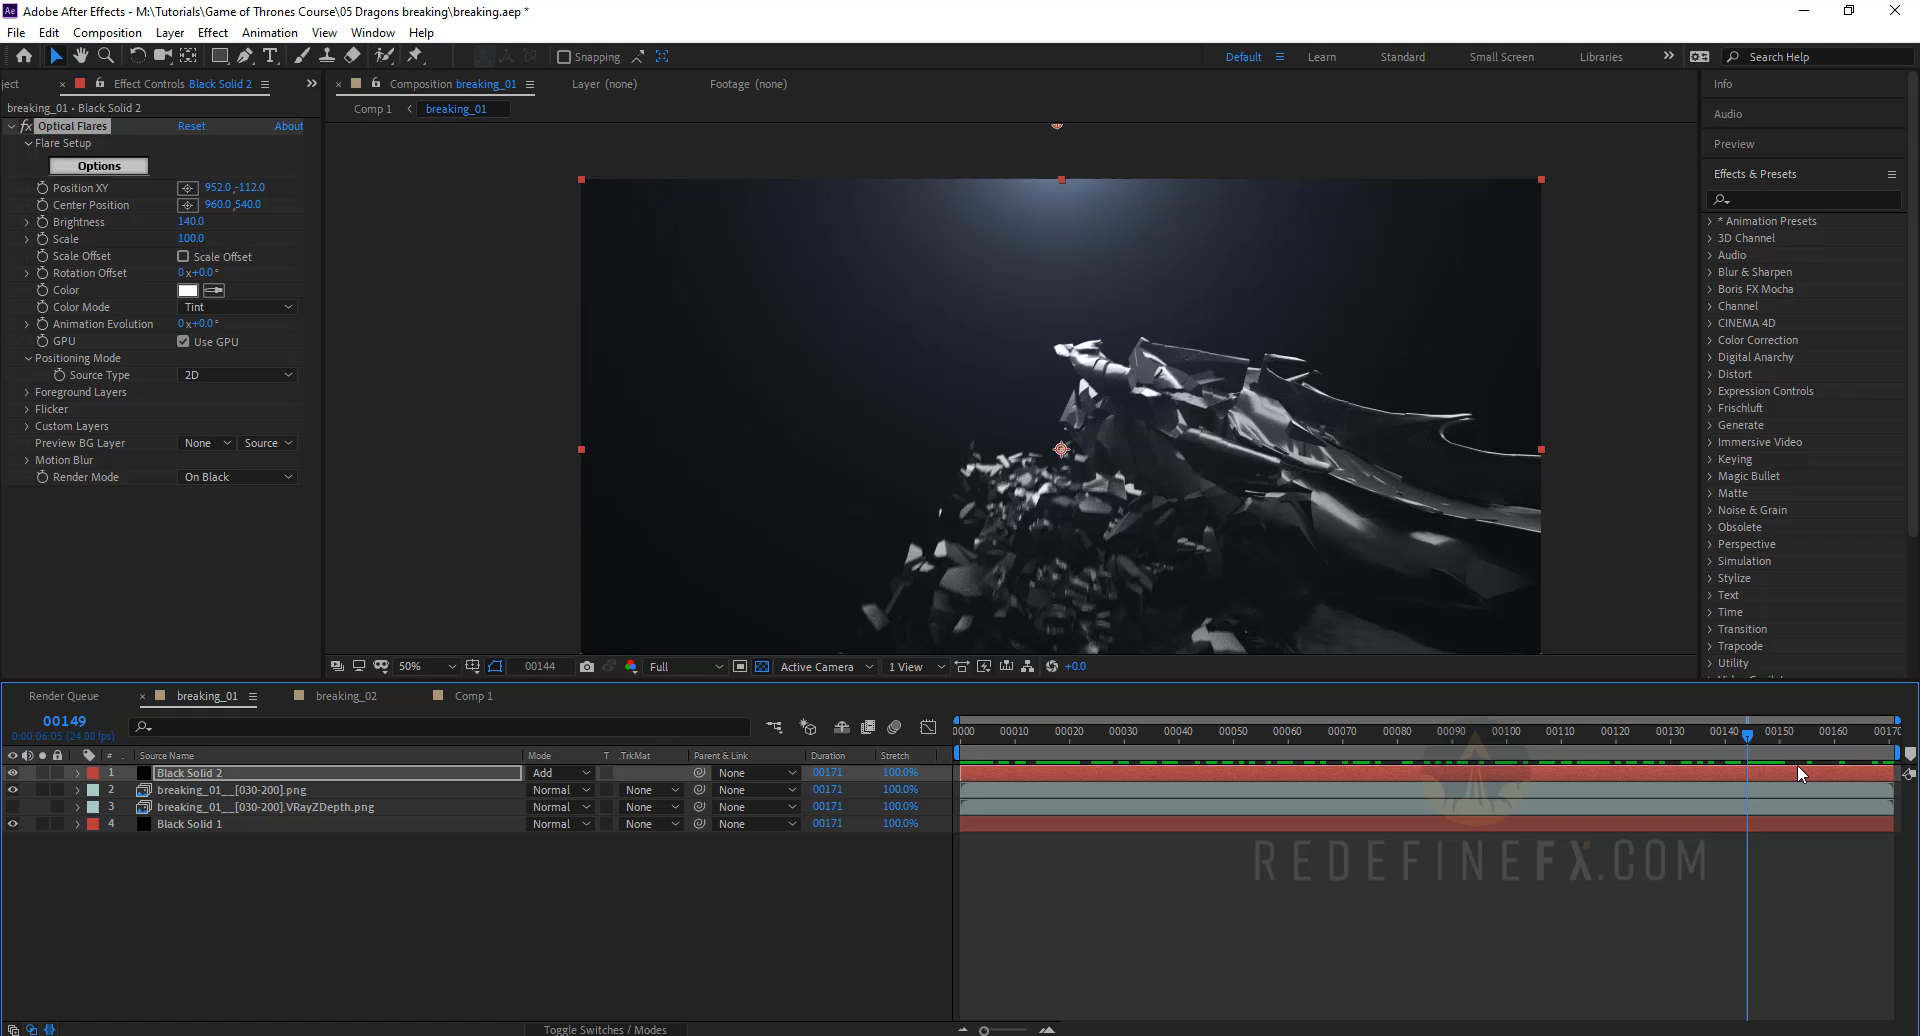 Adobe After Effects - M:\Tutorials\Game of Thrones Course\05 Dragons breaking\breaking.aep *
File Edit Composition Layer Effect Animation View Window Help
Snapping
Default Learn Standard Small Screen Libraries Search Help
ject Effect Controls Black Solid 2
Composition breaking_01 Layer (none) Footage (none)
breaking_01 • Black Solid 2
Comp 1 breaking_01
fx Optical Flares Reset About
Flare Setup
Options
Position XY 952.0,-112.0
Center Position 960.0,540.0
Brightness 140.0
Scale 100.0
Scale Offset Scale Offset
Rotation Offset 0x+0.0°
Color
Color Mode Tint
Animation Evolution 0x+0.0°
GPU Use GPU
Positioning Mode
Source Type 2D
Foreground Layers
Flicker
Custom Layers
Preview BG Layer None Source
Motion Blur
Render Mode On Black
Info
Audio
Preview
Effects & Presets
* Animation Presets
3D Channel
Audio
Blur & Sharpen
Boris FX Mocha
Channel
CINEMA 4D
Color Correction
Digital Anarchy
Distort
Expression Controls
Frischluft
Generate
Immersive Video
Keying
Magic Bullet
Matte
Noise & Grain
Obsolete
Perspective
Simulation
Stylize
Text
Time
Transition
Trapcode
Utility
50% 00144 Full Active Camera 1 View +0.0
Render Queue breaking_01 breaking_02 Comp 1
00149
0:00:06:05 (24.00 fps)
0000 00010 00020 00030 00040 00050 00060 00070 00080 00090 00100 00110 00120 00130 00140 00150 00160 0017
# Source Name Mode T .TrkMat Parent & Link Duration Stretch
1 Black Solid 2 Add None 00171 100.0%
2 breaking_01__[030-200].png Normal None None 00171 100.0%
3 breaking_01__[030-200].VRayZDepth.png Normal None None 00171 100.0%
4 Black Solid 1 Normal None None 00171 100.0%
REDEFINEFX.COM
Toggle Switches / Modes